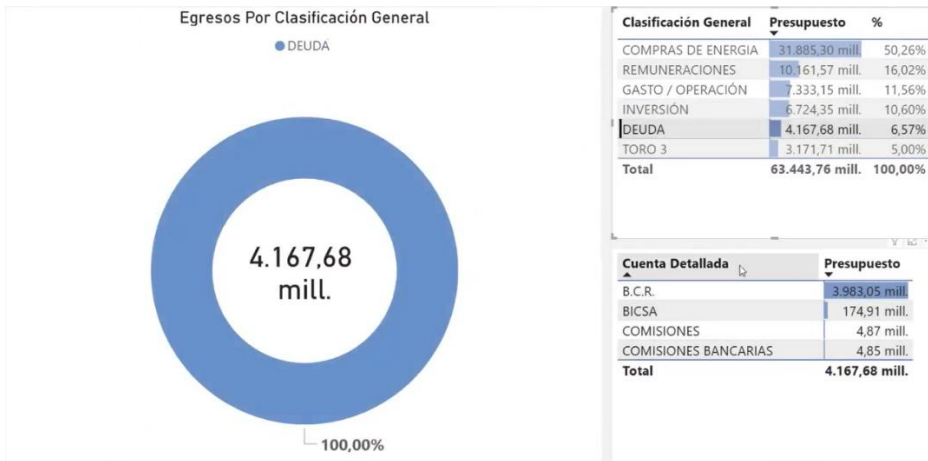 Egresos Por Clasificación General
DEUDA
4.167,68
mill.
100,00%
Clasificación General Presupuesto %
COMPRAS DE ENERGIA 31.885,30 mill. 50,26%
REMUNERACIONES 10.161,57 mill. 16,02%
GASTO / OPERACIÓN 7.333,15 mill. 11,56%
INVERSIÓN 6.724,35 mill. 10,60%
DEUDA 4.167,68 mill. 6,57%
TORO 3 3.171,71 mill. 5,00%
Total 63.443,76 mill. 100,00%
Cuenta Detallada Presupuesto
B.C.R. 3.983,05 mill.
BICSA 174,91 mill.
COMISIONES 4,87 mill.
COMISIONES BANCARIAS 4,85 mill.
Total 4.167,68 mill.